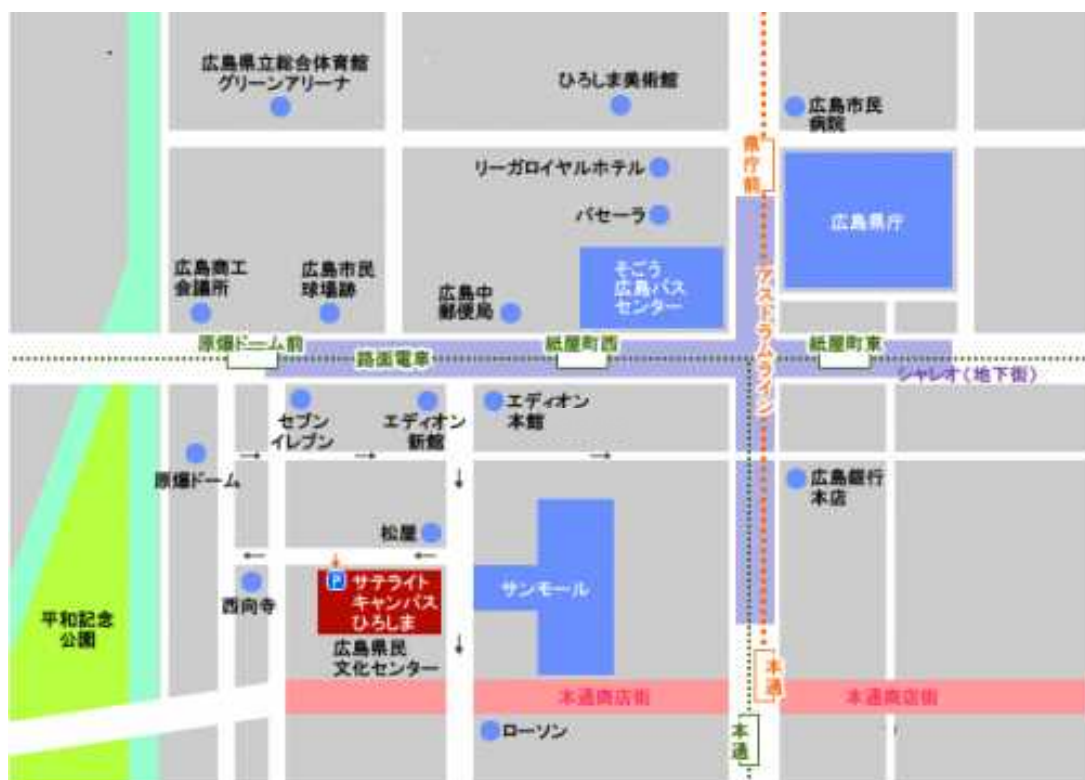 広島県立総合体育館
グリーンアリーナ
ひろしま美術館
広島市民
病院
県庁前
リーガロイヤルホテル
パセーラ
広島県庁
そごう
広島バス
センター
アストラムライン
広島商工
会議所
広島市民
球場跡
広島中
郵便局
原爆ドーム前
路面電車
紙屋町西
紙屋町東
シャレオ(地下街)
セブン
イレブン
エディオン
新館
エディオン
本館
原爆ドーム
広島銀行
本店
松屋
西向寺
P
サテライト
キャンパス
ひろしま
サンモール
平和記念
公園
広島県民
文化センター
本通
本通商店街
本通商店街
ローソン
本通